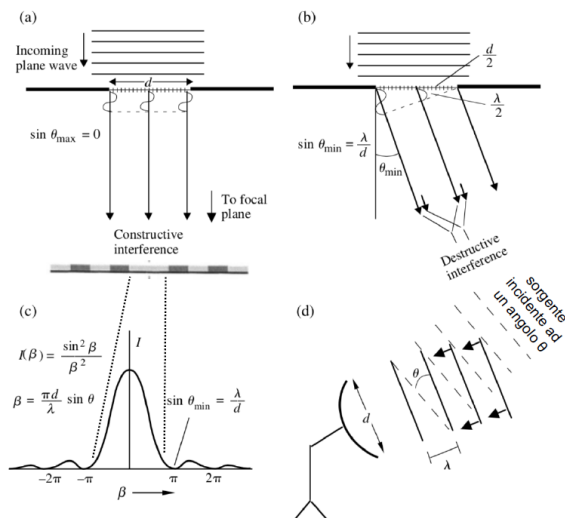 (a)
Incoming
plane wave
d
sin θmax = 0
To focal
plane
Constructive
interference
(b)
d/2
λ/2
sin θmin = λ/d
θmin
Destructive
interference
(c)
I
I(β) = sin² β / β²
β = πd/λ sin θ
sin θmin = λ/d
−2π −π π 2π
β
(d)
sorgente
incidente ad
un angolo θ
θ
d
λ